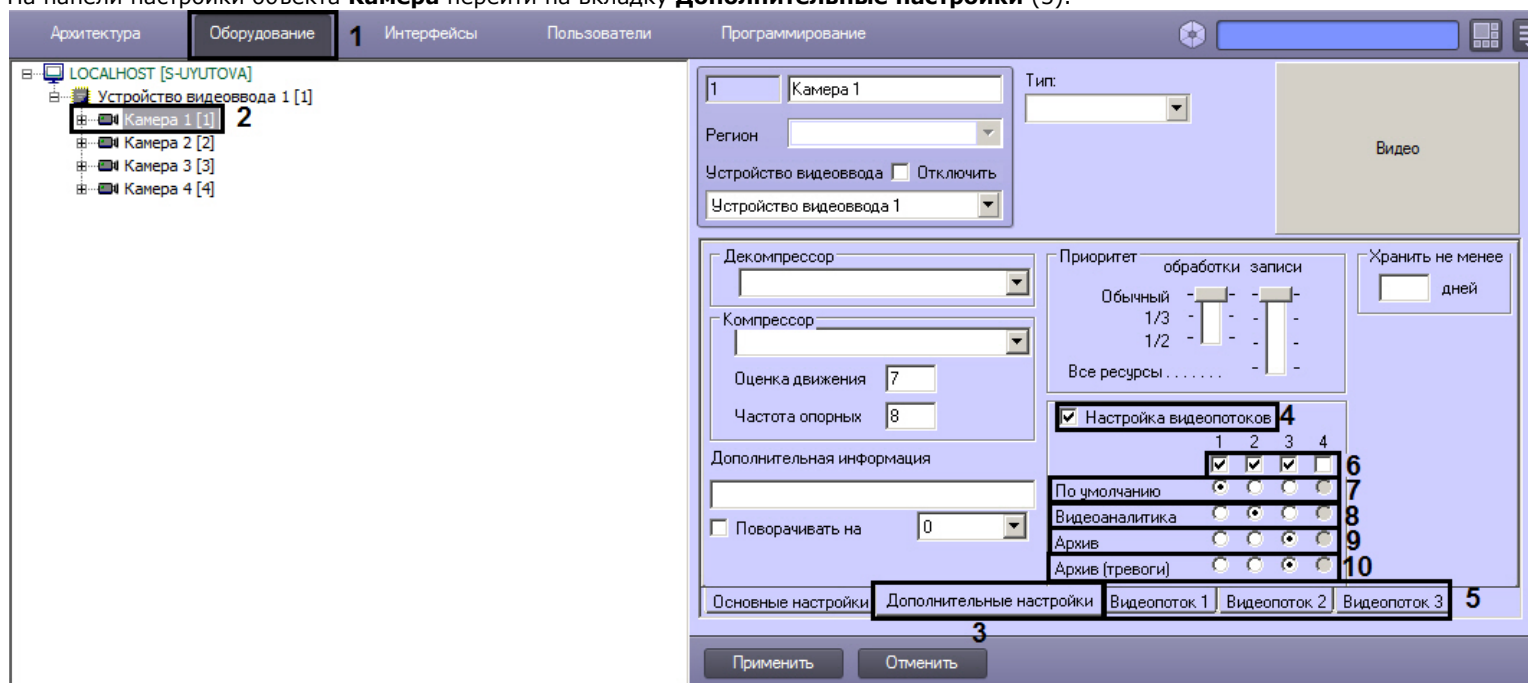 На панели настройки объекта Камера перейти на вкладку Дополнительные настройки (3).
Архитектура Оборудование 1 Интерфейсы Пользователи Программирование
LOCALHOST [S-UYUTOVA]
Устройство видеоввода 1 [1]
Камера 1 [1] 2
Камера 2 [2]
Камера 3 [3]
Камера 4 [4]
1 Камера 1
Тип:
Регион
Устройство видеоввода Отключить
Устройство видеоввода 1
Видео
Декомпрессор
Компрессор
Оценка движения 7
Частота опорных 8
Дополнительная информация
Поворачивать на 0
Приоритет
обработки записи
Обычный
1/3
1/2
Все ресурсы . . . . . . .
Хранить не менее
дней
Настройка видеопотоков 4
1 2 3 4
6
По умолчанию 7
Видеоаналитика 8
Архив 9
Архив (тревоги) 10
Основные настройки Дополнительные настройки Видеопоток 1 Видеопоток 2 Видеопоток 3 5
3
Применить Отменить